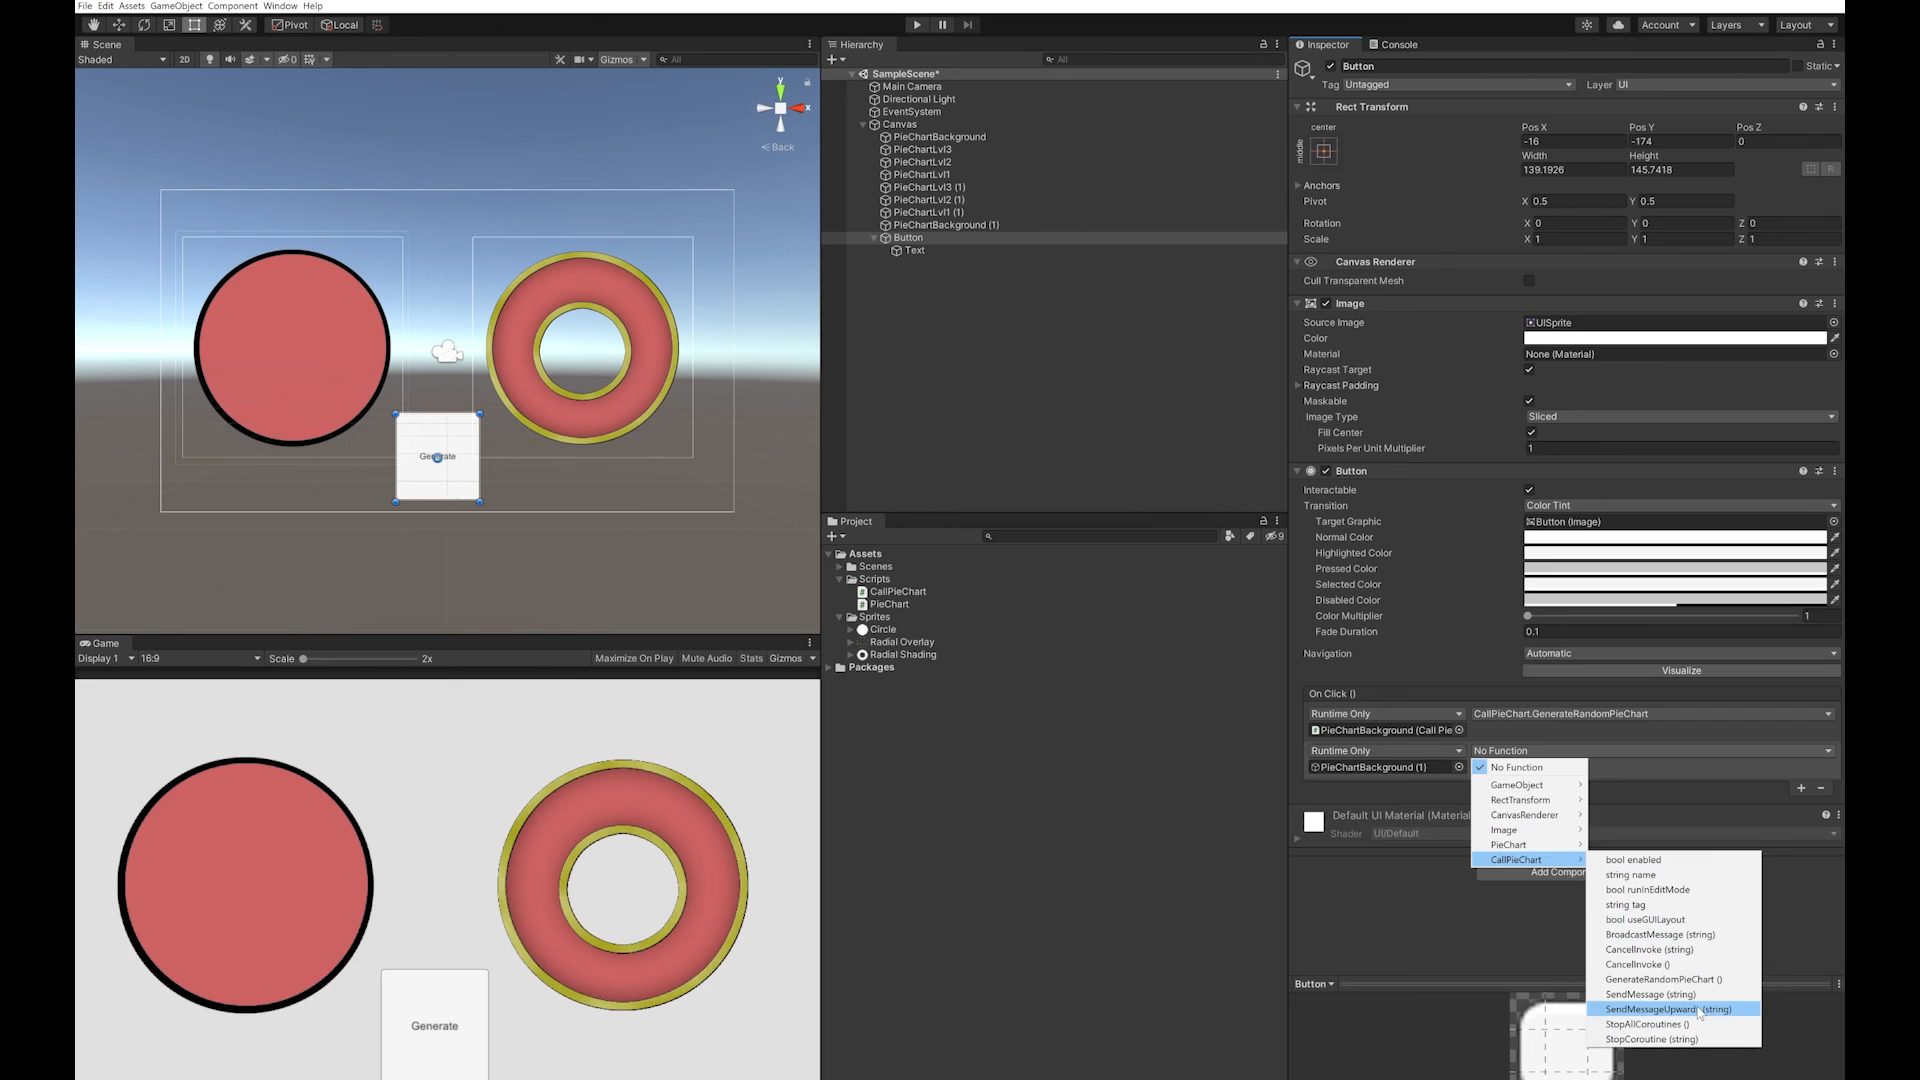 File Edit Assets GameObject Component Window Help
Pivot Local
Account Layers Layout
Scene
Shaded 2D 0 Gizmos All
y
x
Back
Generate
Game
Display 1 16:9 Scale 2x Maximize On Play Mute Audio Stats Gizmos
Generate
Hierarchy
All
SampleScene*
Main Camera
Directional Light
EventSystem
Canvas
PieChartBackground
PieChartLvl3
PieChartLvl2
PieChartLvl1
PieChartLvl3 (1)
PieChartLvl2 (1)
PieChartLvl1 (1)
PieChartBackground (1)
Button
Text
Project
9
Assets
Scenes
Scripts
CallPieChart
PieChart
Sprites
Circle
Radial Overlay
Radial Shading
Packages
Inspector Console
Button Static
Tag Untagged Layer UI
Rect Transform
center Pos X Pos Y Pos Z
middle -16 -174 0
Width Height
139.1926 145.7418 R
Anchors
Pivot X 0.5 Y 0.5
Rotation X 0 Y 0 Z 0
Scale X 1 Y 1 Z 1
Canvas Renderer
Cull Transparent Mesh
Image
Source Image UISprite
Color
Material None (Material)
Raycast Target
Raycast Padding
Maskable
Image Type Sliced
Fill Center
Pixels Per Unit Multiplier 1
Button
Interactable
Transition Color Tint
Target Graphic Button (Image)
Normal Color
Highlighted Color
Pressed Color
Selected Color
Disabled Color
Color Multiplier 1
Fade Duration 0.1
Navigation Automatic
Visualize
On Click ()
Runtime Only CallPieChart.GenerateRandomPieChart
PieChartBackground (Call Pie
Runtime Only No Function
PieChartBackground (1)
No Function
GameObject
RectTransform
CanvasRenderer
Image
PieChart
CallPieChart
Default UI Material (Material
Shader UI/Default
Add Compor
bool enabled
string name
bool runInEditMode
string tag
bool useGUILayout
BroadcastMessage (string)
CancelInvoke (string)
CancelInvoke ()
GenerateRandomPieChart ()
SendMessage (string)
SendMessageUpwards (string)
StopAllCoroutines ()
StopCoroutine (string)
Button